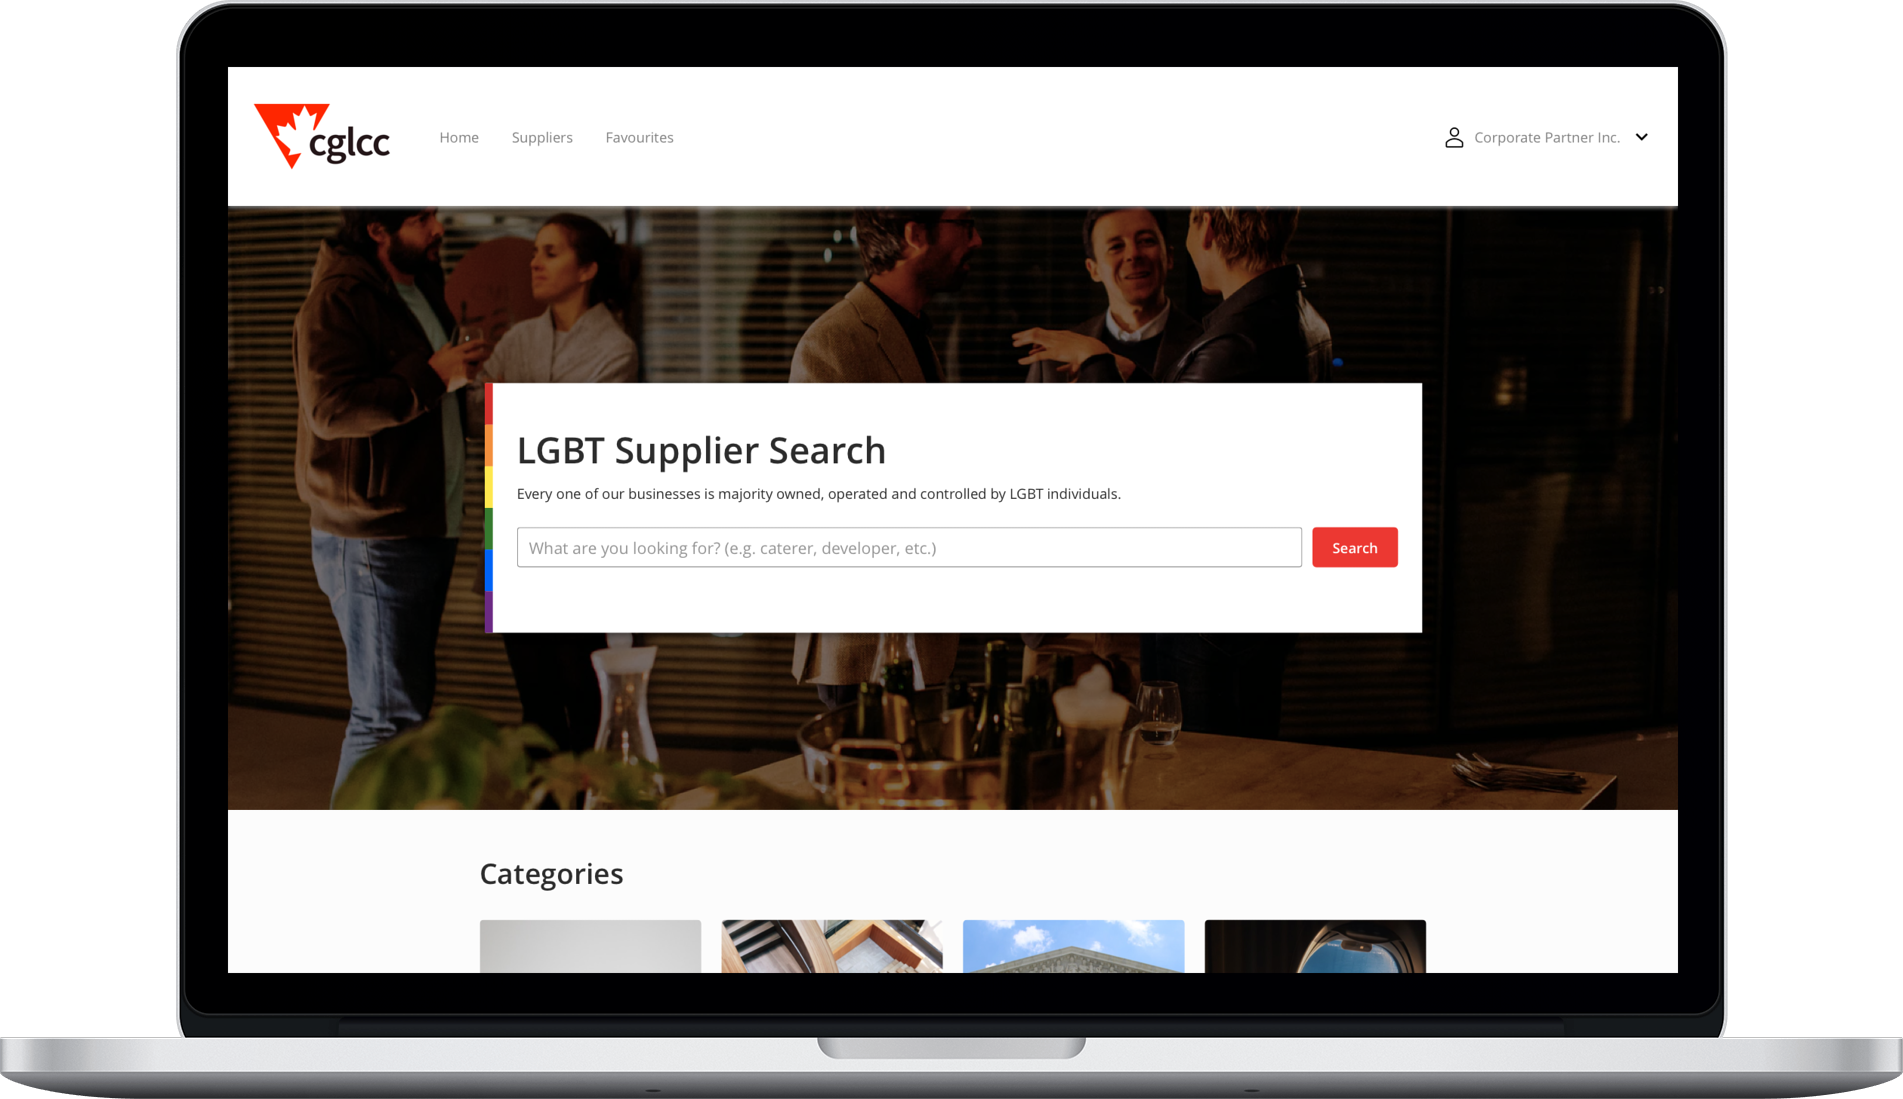 cglcc
Home Suppliers Favourites
Corporate Partner Inc.
LGBT Supplier Search
Every one of our businesses is majority owned, operated and controlled by LGBT individuals.
What are you looking for? (e.g. caterer, developer, etc.)
Search
Categories